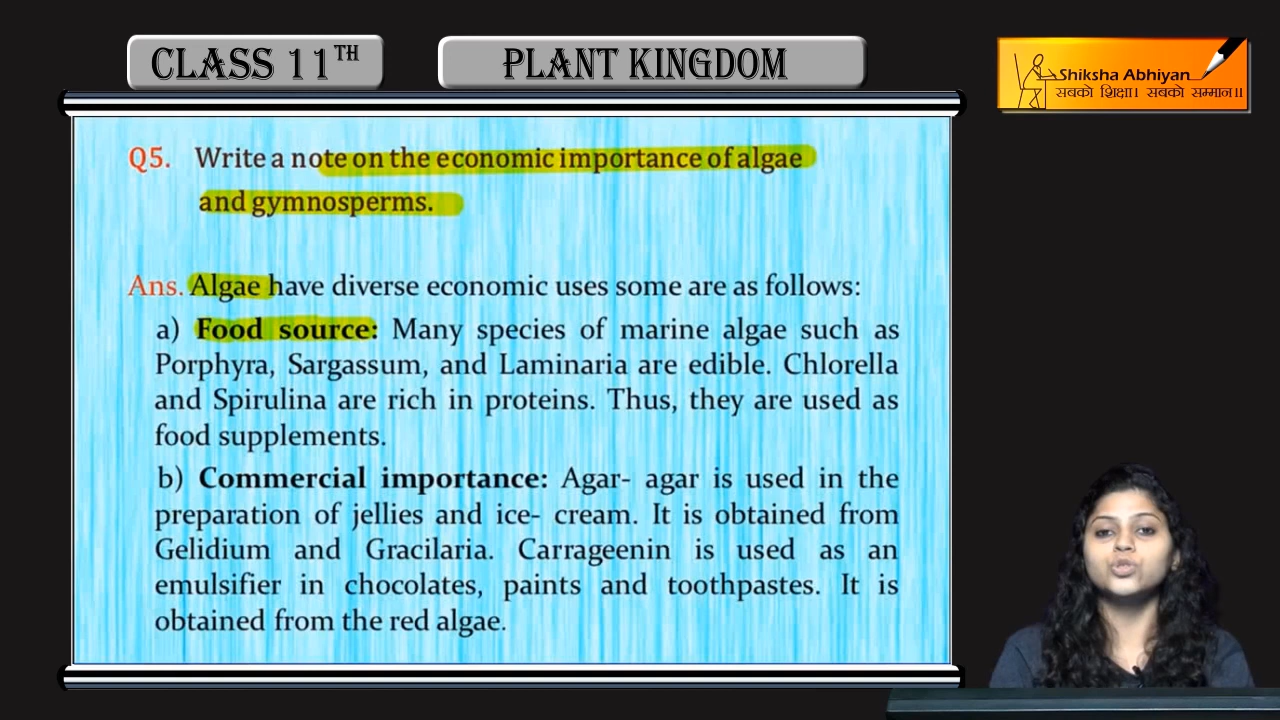 CLASS 11TH
PLANT KINGDOM
Shiksha Abhiyan
सबको शिक्षा। सबको सम्मान॥
Q5. Write a note on the economic importance of algae
and gymnosperms.
Ans. Algae have diverse economic uses some are as follows:
a) Food source: Many species of marine algae such as
Porphyra, Sargassum, and Laminaria are edible. Chlorella
and Spirulina are rich in proteins. Thus, they are used as
food supplements.
b) Commercial importance: Agar- agar is used in the
preparation of jellies and ice- cream. It is obtained from
Gelidium and Gracilaria. Carrageenin is used as an
emulsifier in chocolates, paints and toothpastes. It is
obtained from the red algae.